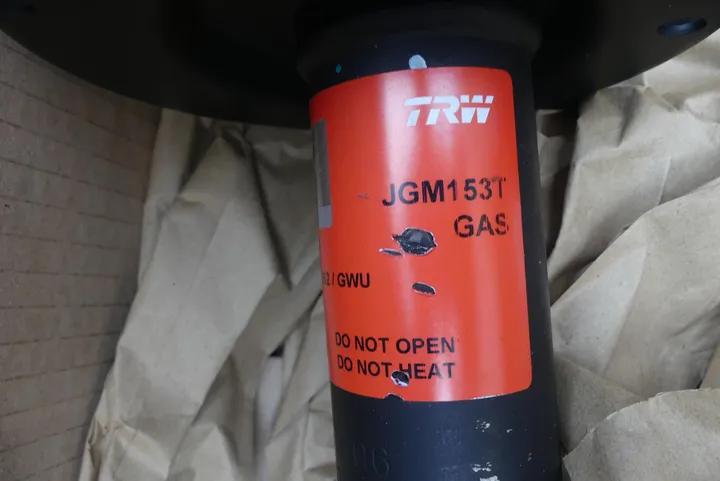 TRW
JGM153T
GAS
/ GWU
DO NOT OPEN
DO NOT HEAT